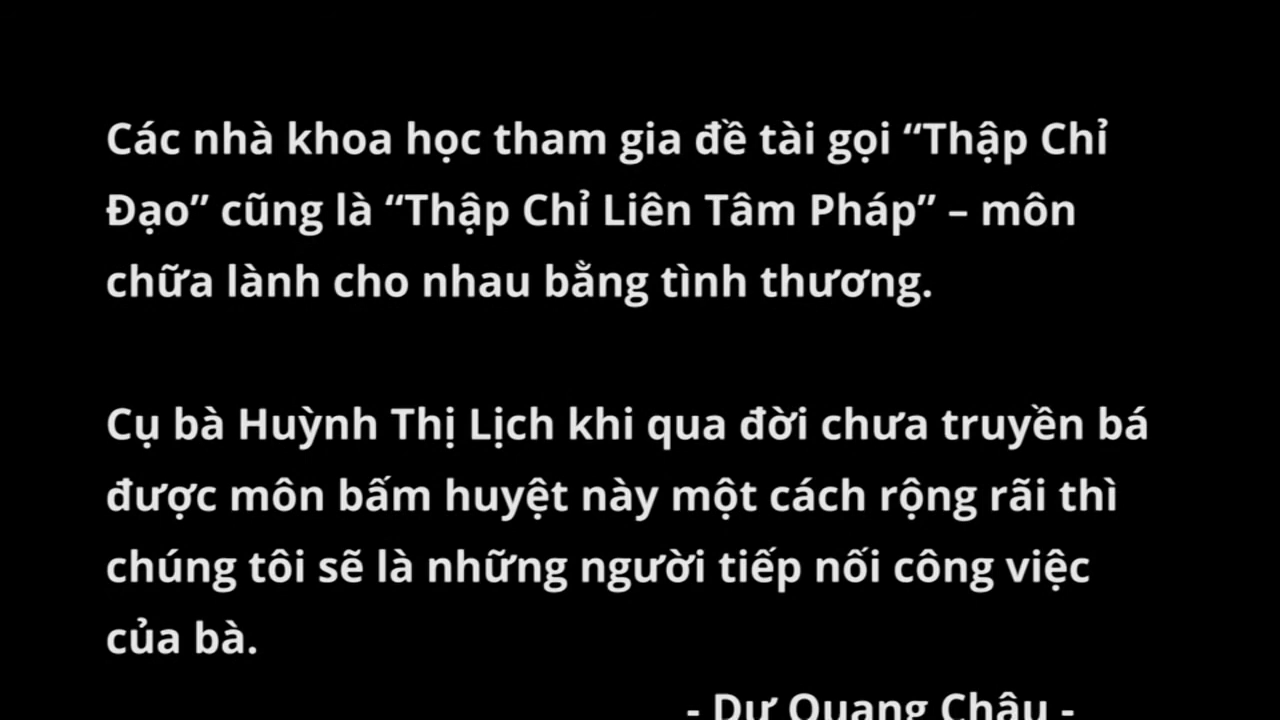 Các nhà khoa học tham gia đề tài gọi “Thập Chỉ
Đạo” cũng là “Thập Chỉ Liên Tâm Pháp” – môn
chữa lành cho nhau bằng tình thương.
Cụ bà Huỳnh Thị Lịch khi qua đời chưa truyền bá
được môn bấm huyệt này một cách rộng rãi thì
chúng tôi sẽ là những người tiếp nối công việc
của bà.
- Dư Quang Châu -